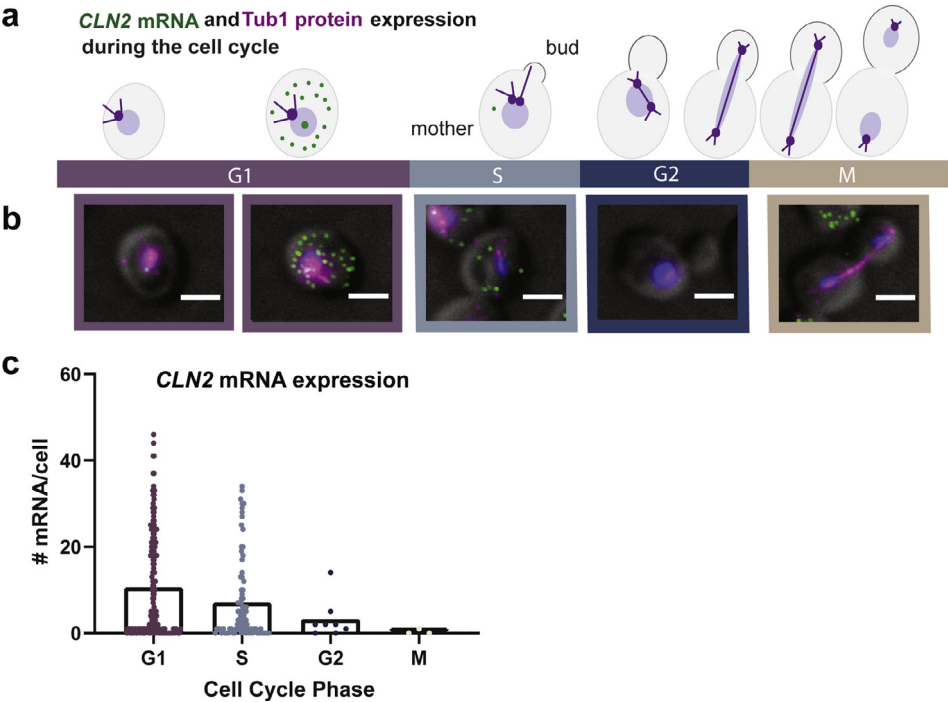 a
CLN2 mRNA and Tub1 protein expression
during the cell cycle
bud
mother
G1
S
G2
M
b
c
CLN2 mRNA expression
# mRNA/cell
60
40
20
0
G1
S
G2
M
Cell Cycle Phase